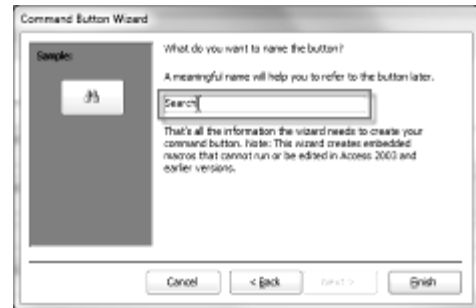 Command Button Wizard
Sample:
What do you want to name the button?
A meaningful name will help you to refer to the button later.
Search
That's all the information the wizard needs to create your
command button. Note: This wizard creates embedded
macros that cannot run or be edited in Access 2003 and
earlier versions.
Cancel
< Back
Next >
Finish